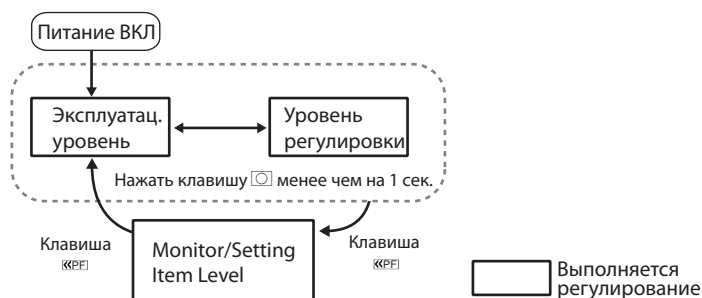 Питание ВКЛ
Эксплуатац.
уровень
Уровень
регулировки
Нажать клавишу менее чем на 1 сек.
Клавиша
PF
Monitor/Setting
Item Level
Клавиша
PF
Выполняется
регулирование